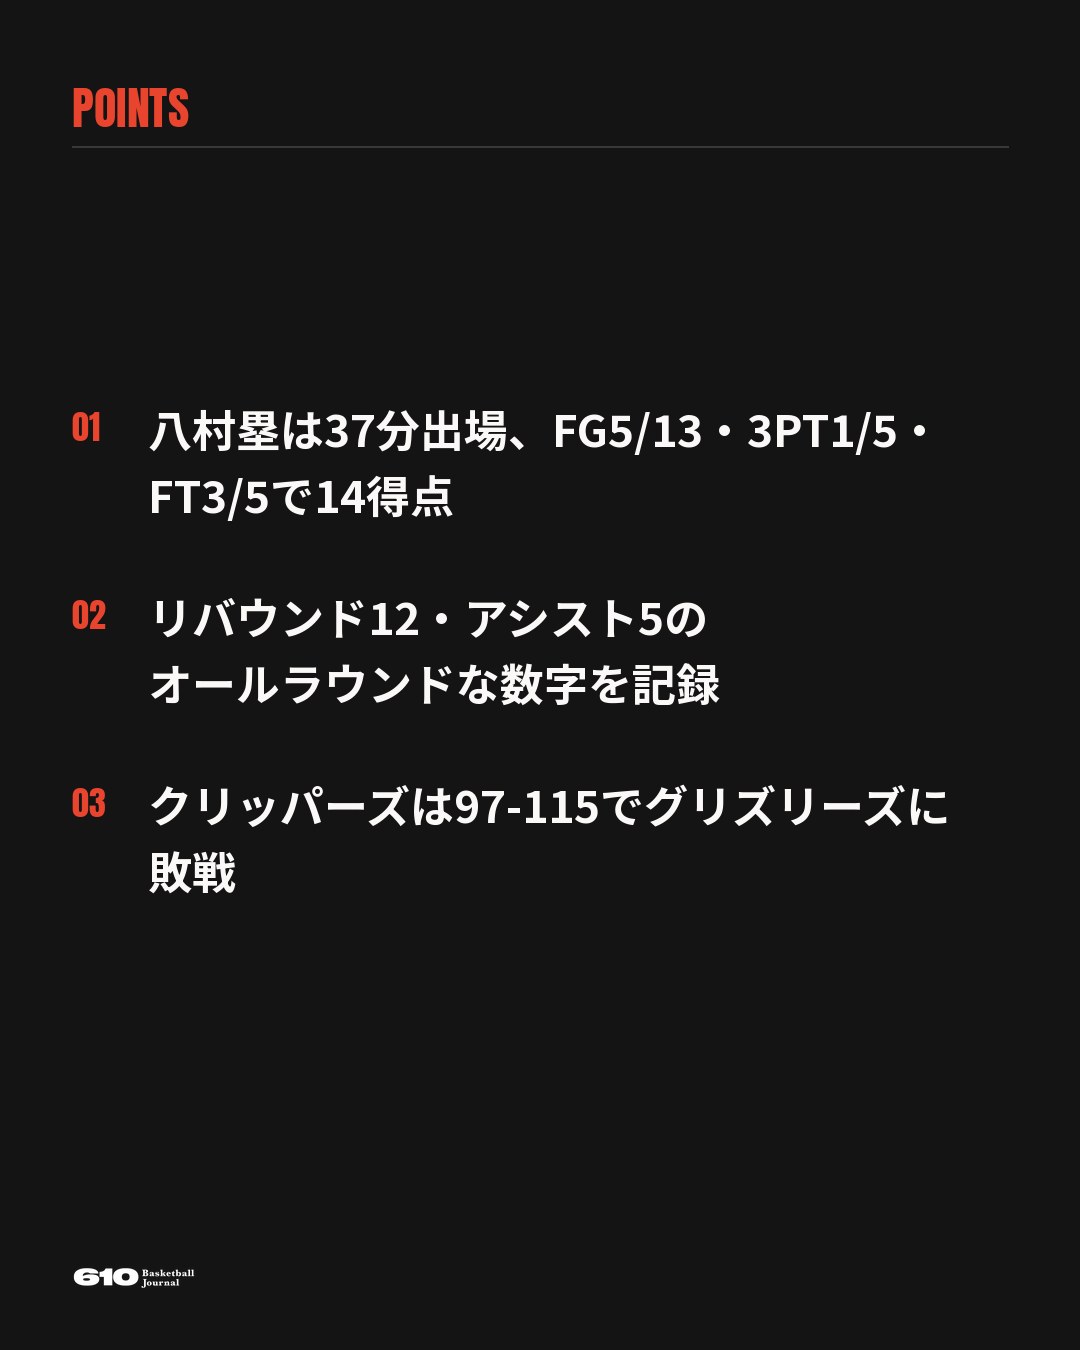 POINTS
01
八村塁は37分出場、FG5/13・3PT1/5・
FT3/5で14得点
02
リバウンド12・アシスト5の
オールラウンドな数字を記録
03
クリッパーズは97-115でグリズリーズに
敗戦
610 Basketball
Journal